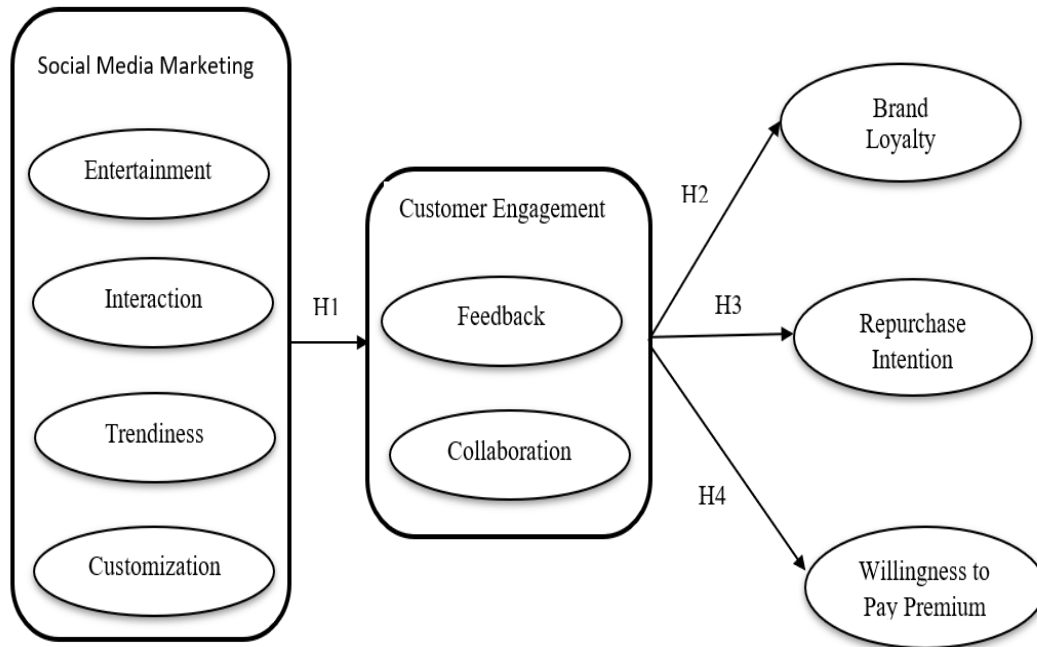 Social Media Marketing
Entertainment
Interaction
Trendiness
Customization
H1
Customer Engagement
Feedback
Collaboration
H2
H3
H4
Brand
Loyalty
Repurchase
Intention
Willingness to
Pay Premium